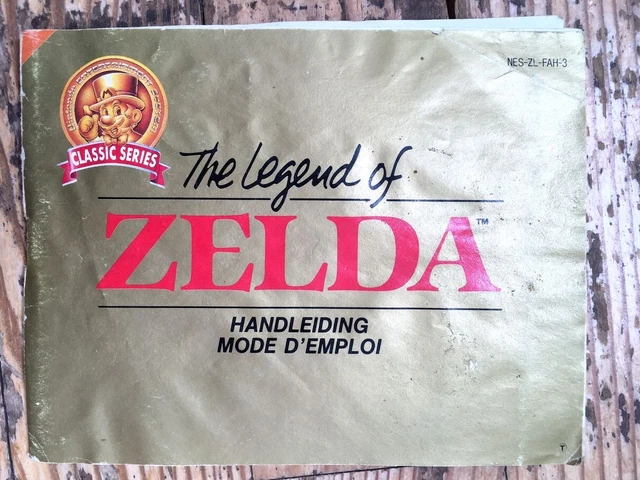 NES-ZL-FAH-3
CLASSIC SERIES
The Legend of
ZELDA™
HANDLEIDING
MODE D'EMPLOI
T